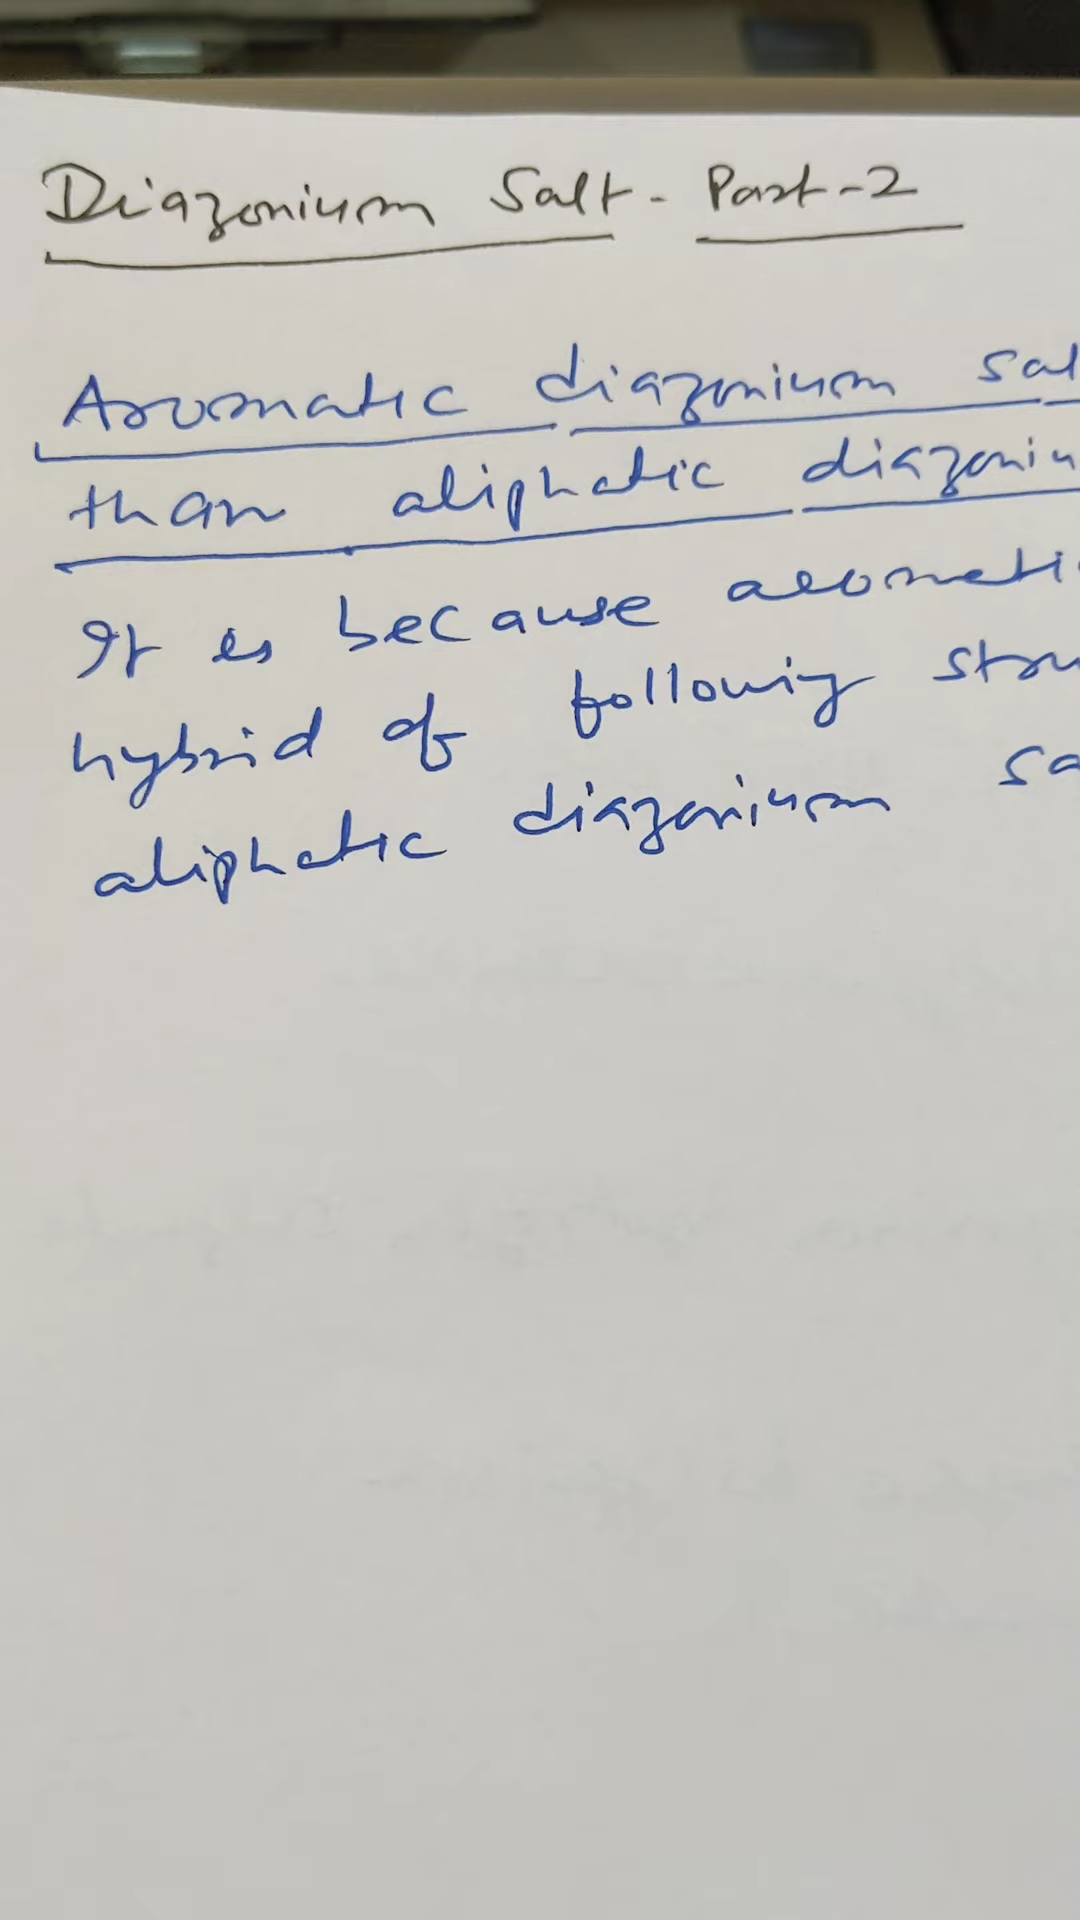 Diazonium Salt - Part-2
Aromatic diazonium sal
than aliphatic diazoniu
It is because aromati
hybrid of following stru
aliphatic diazonium sa